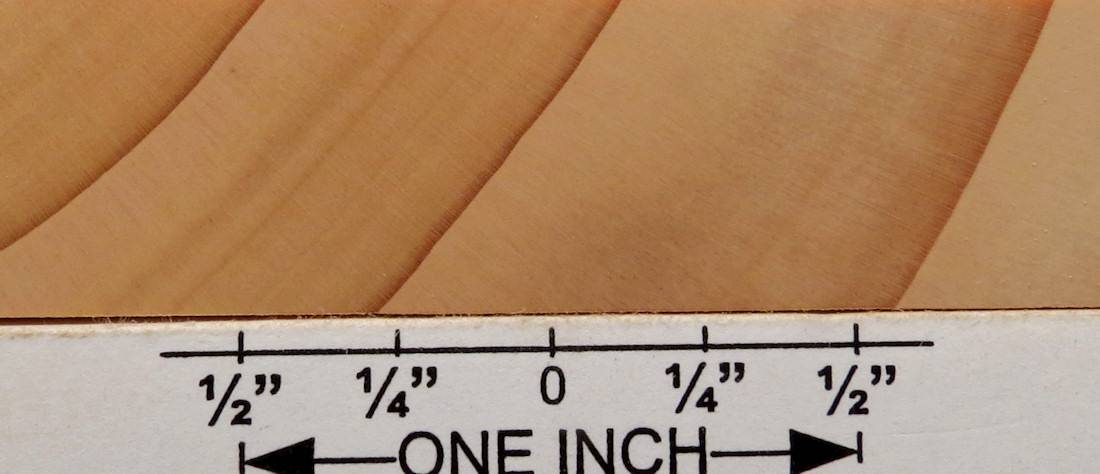 ½” ¼” 0 ¼” ½”
ONE INCH